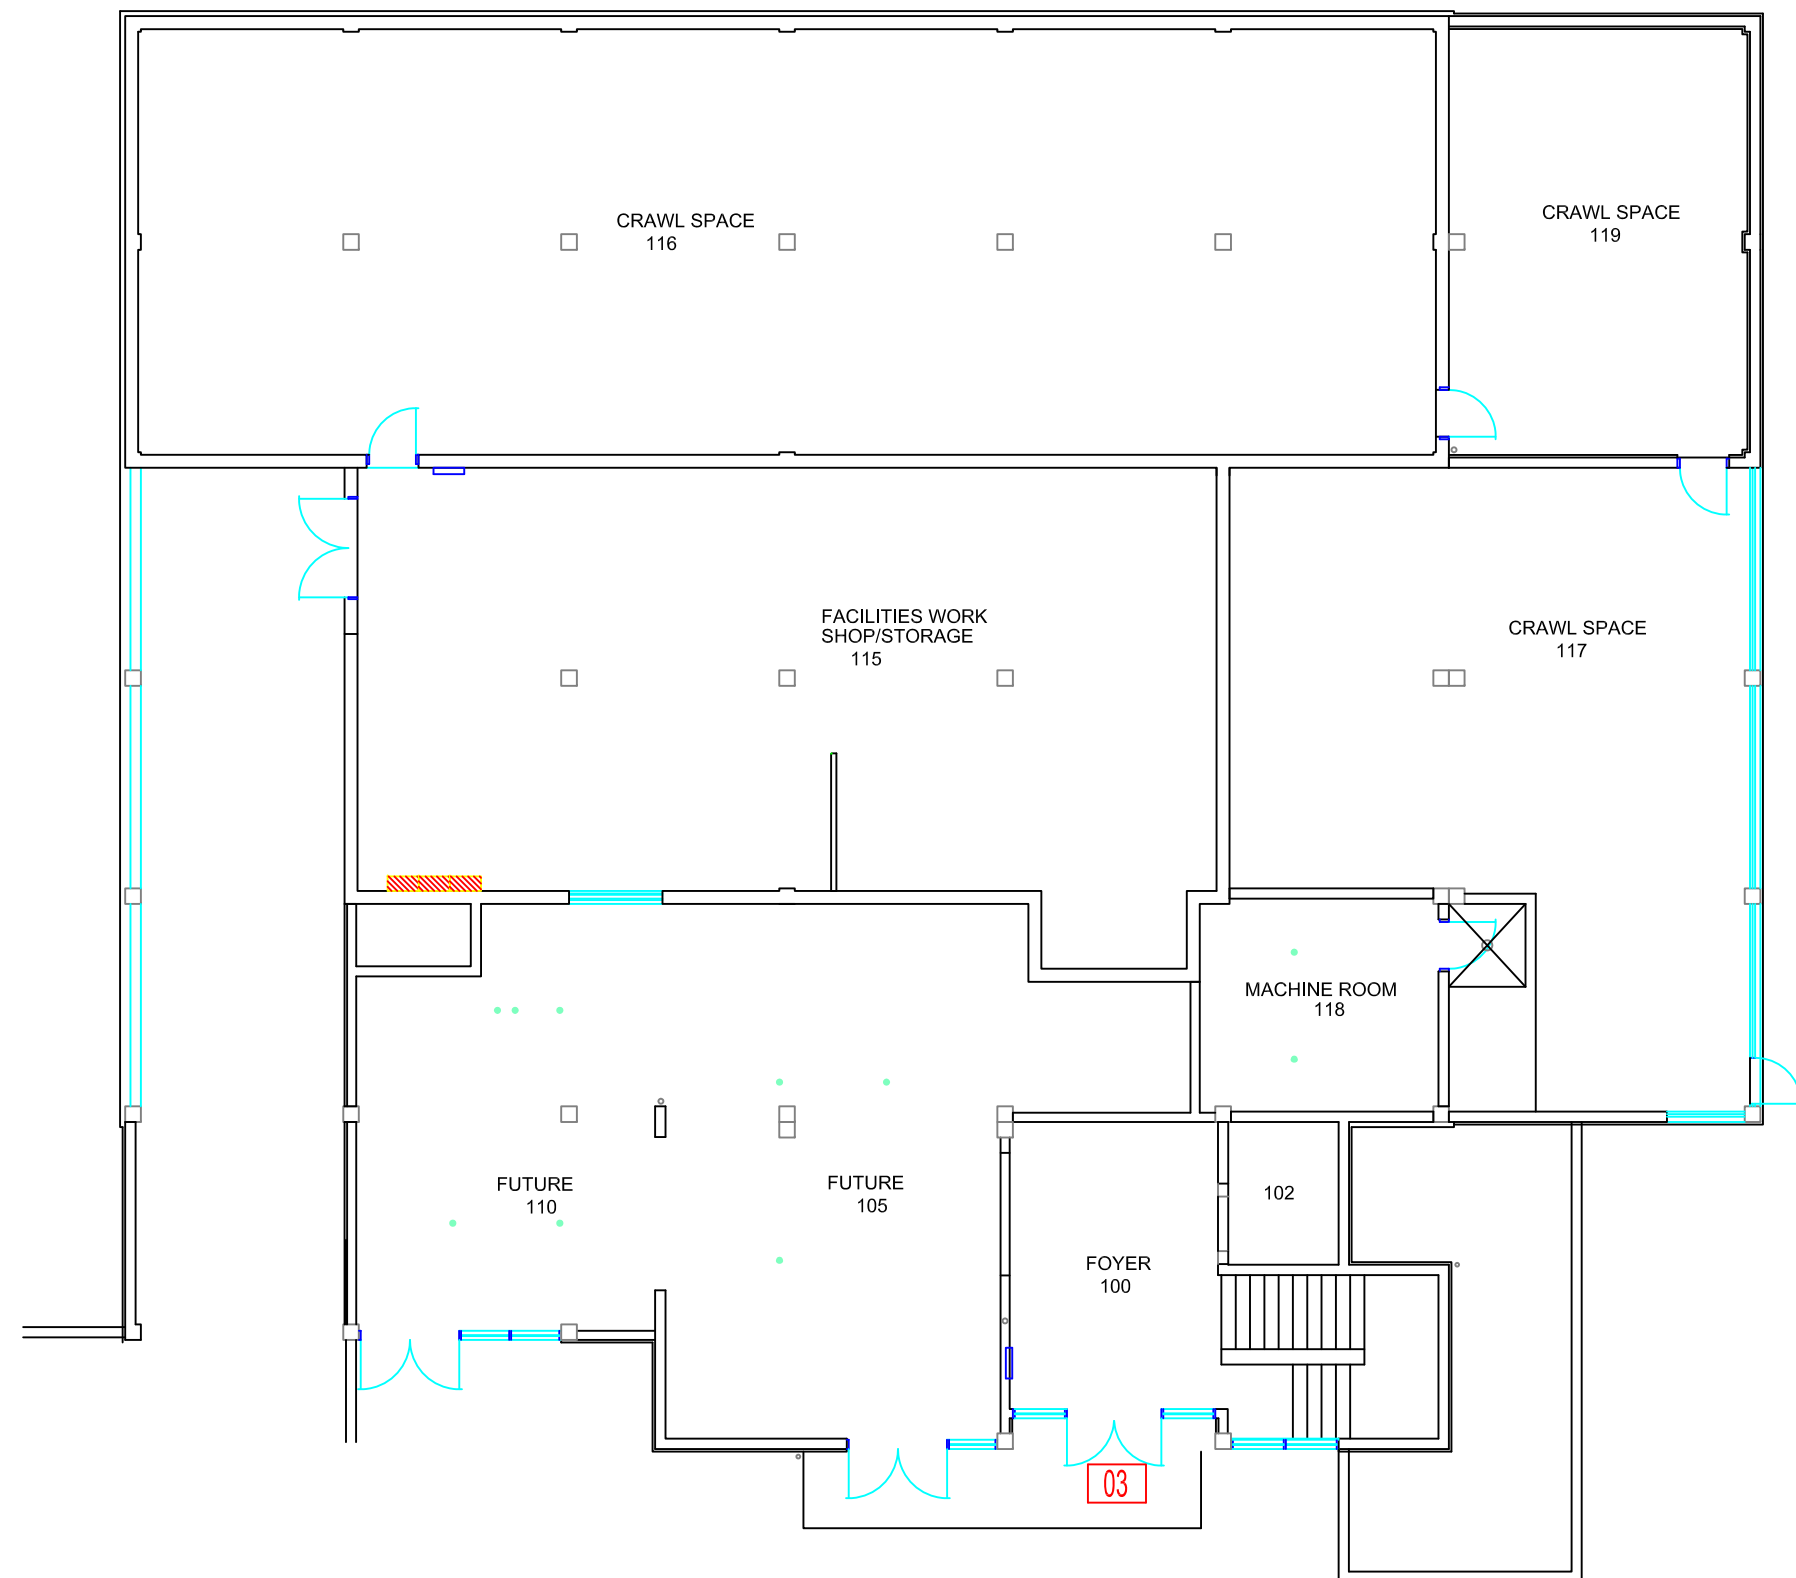 CRAWL SPACE
116
CRAWL SPACE
119
FACILITIES WORK
SHOP/STORAGE
115
CRAWL SPACE
117
MACHINE ROOM
118
FUTURE
110
FUTURE
105
102
FOYER
100
03